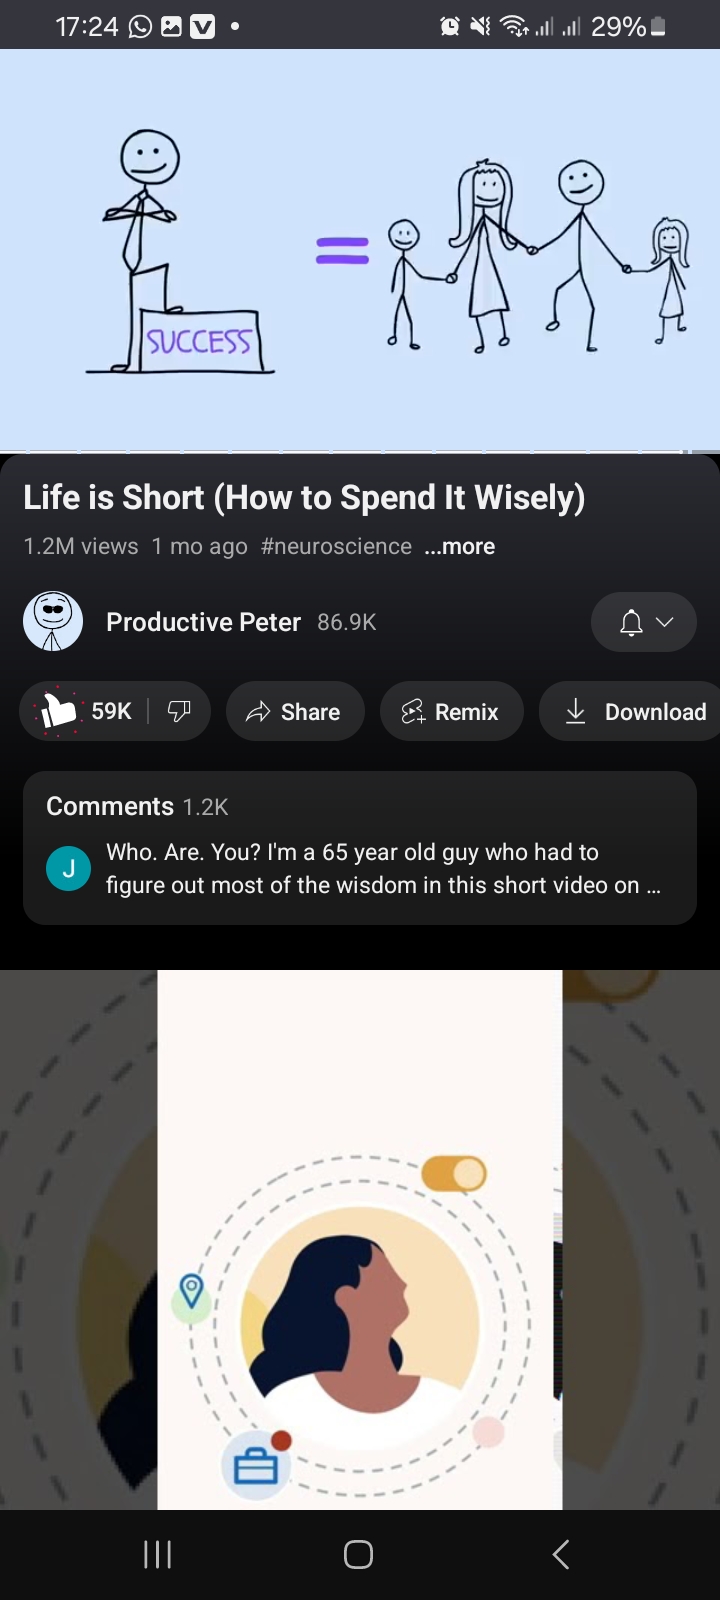 17:24
29%
SUCCESS
Life is Short (How to Spend It Wisely)
1.2M views 1 mo ago #neuroscience ...more
Productive Peter 86.9K
59K
Share
Remix
Download
Comments 1.2K
J
Who. Are. You? I'm a 65 year old guy who had to
figure out most of the wisdom in this short video on ...